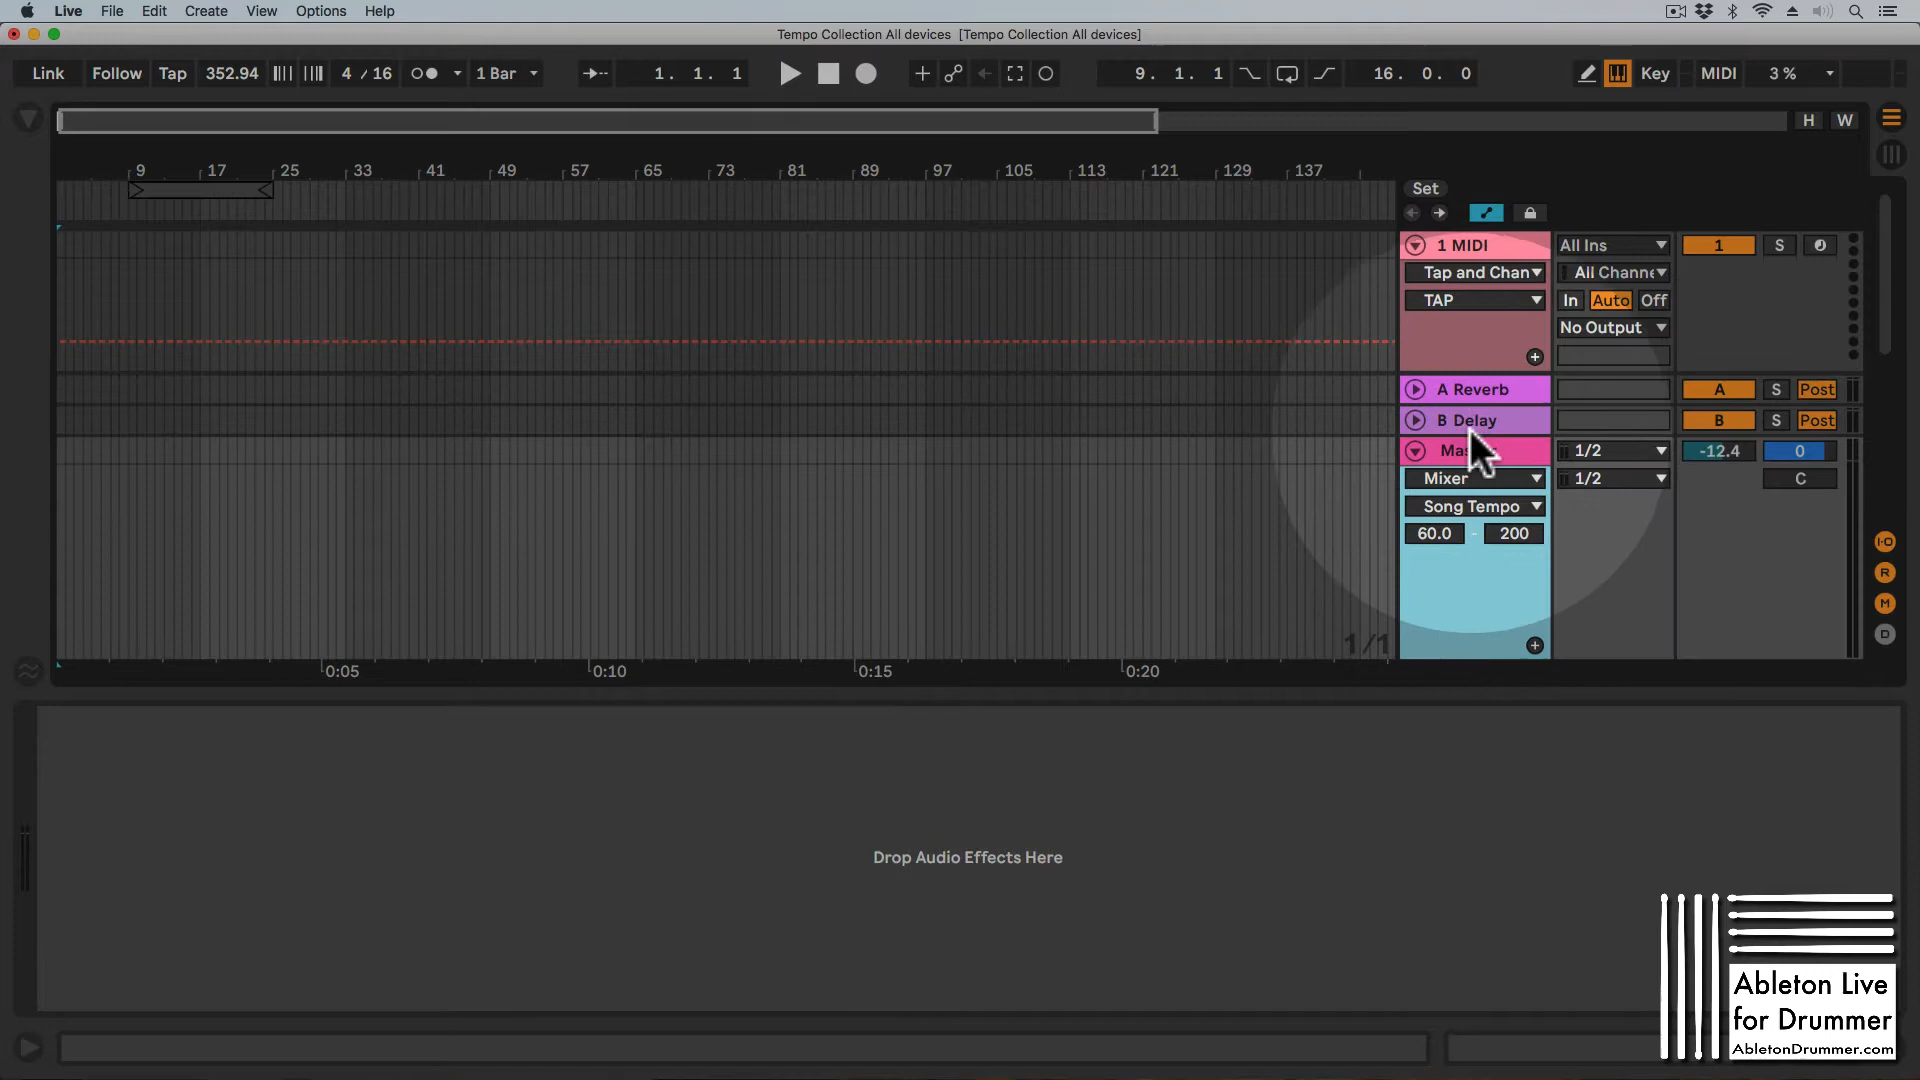 Live File Edit Create View Options Help
Tempo Collection All devices [Tempo Collection All devices]
Link Follow Tap 352.94 4 / 16 1 Bar 1. 1. 1 9. 1. 1 16. 0. 0 Key MIDI 3 %
H W
9 17 25 33 41 49 57 65 73 81 89 97 105 113 121 129 137
Set
1 MIDI All Ins 1 S
Tap and Chan All Channe
TAP In Auto Off
No Output
A Reverb A S Post
B Delay B S Post
1/2 -12.4 0
Mixer 1/2 C
Song Tempo
60.0 - 200
I·O
R
M
D
1/1
0:05 0:10 0:15 0:20
Drop Audio Effects Here
Ableton Live
for Drummer
AbletonDrummer.com